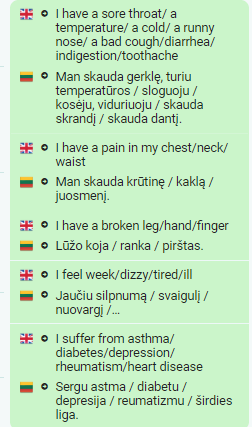 I have a sore throat/ a
temperature/ a cold/ a runny
nose/ a bad cough/diarrhea/
indigestion/toothache
Man skauda gerklę, turiu
temperatūros / sloguoju /
kosėju, viduriuoju / skauda
skrandį / skauda dantį.
I have a pain in my chest/neck/
waist
Man skauda krūtinę / kaklą /
juosmenį.
I have a broken leg/hand/finger
Lūžo koja / ranka / pirštas.
I feel week/dizzy/tired/ill
Jaučiu silpnumą / svaigulį /
nuovargį /...
I suffer from asthma/
diabetes/depression/
rheumatism/heart disease
Sergu astma / diabetu /
depresija / reumatizmu / širdies
liga.